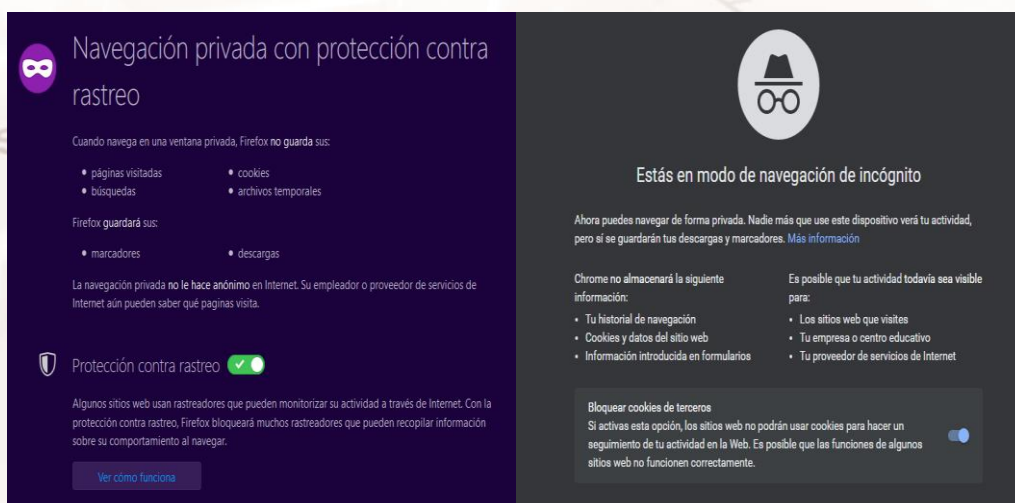 Navegación privada con protección contra
rastreo
Cuando navega en una ventana privada, Firefox no guarda sus:
• páginas visitadas
• cookies
• búsquedas
• archivos temporales
Firefox guardará sus:
• marcadores
• descargas
La navegación privada no le hace anónimo en Internet. Su empleador o proveedor de servicios de
Internet aún pueden saber qué paginas visita.
Protección contra rastreo
Algunos sitios web usan rastreadores que pueden monitorizar su actividad a través de Internet. Con la
protección contra rastreo, Firefox bloqueará muchos rastreadores que pueden recopilar información
sobre su comportamiento al navegar.
Ver cómo funciona
Estás en modo de navegación de incógnito
Ahora puedes navegar de forma privada. Nadie más que use este dispositivo verá tu actividad,
pero sí se guardarán tus descargas y marcadores. Más información
Chrome no almacenará la siguiente
información:
• Tu historial de navegación
• Cookies y datos del sitio web
• Información introducida en formularios
Es posible que tu actividad todavía sea visible
para:
• Los sitios web que visites
• Tu empresa o centro educativo
• Tu proveedor de servicios de Internet
Bloquear cookies de terceros
Si activas esta opción, los sitios web no podrán usar cookies para hacer un
seguimiento de tu actividad en la Web. Es posible que las funciones de algunos
sitios web no funcionen correctamente.